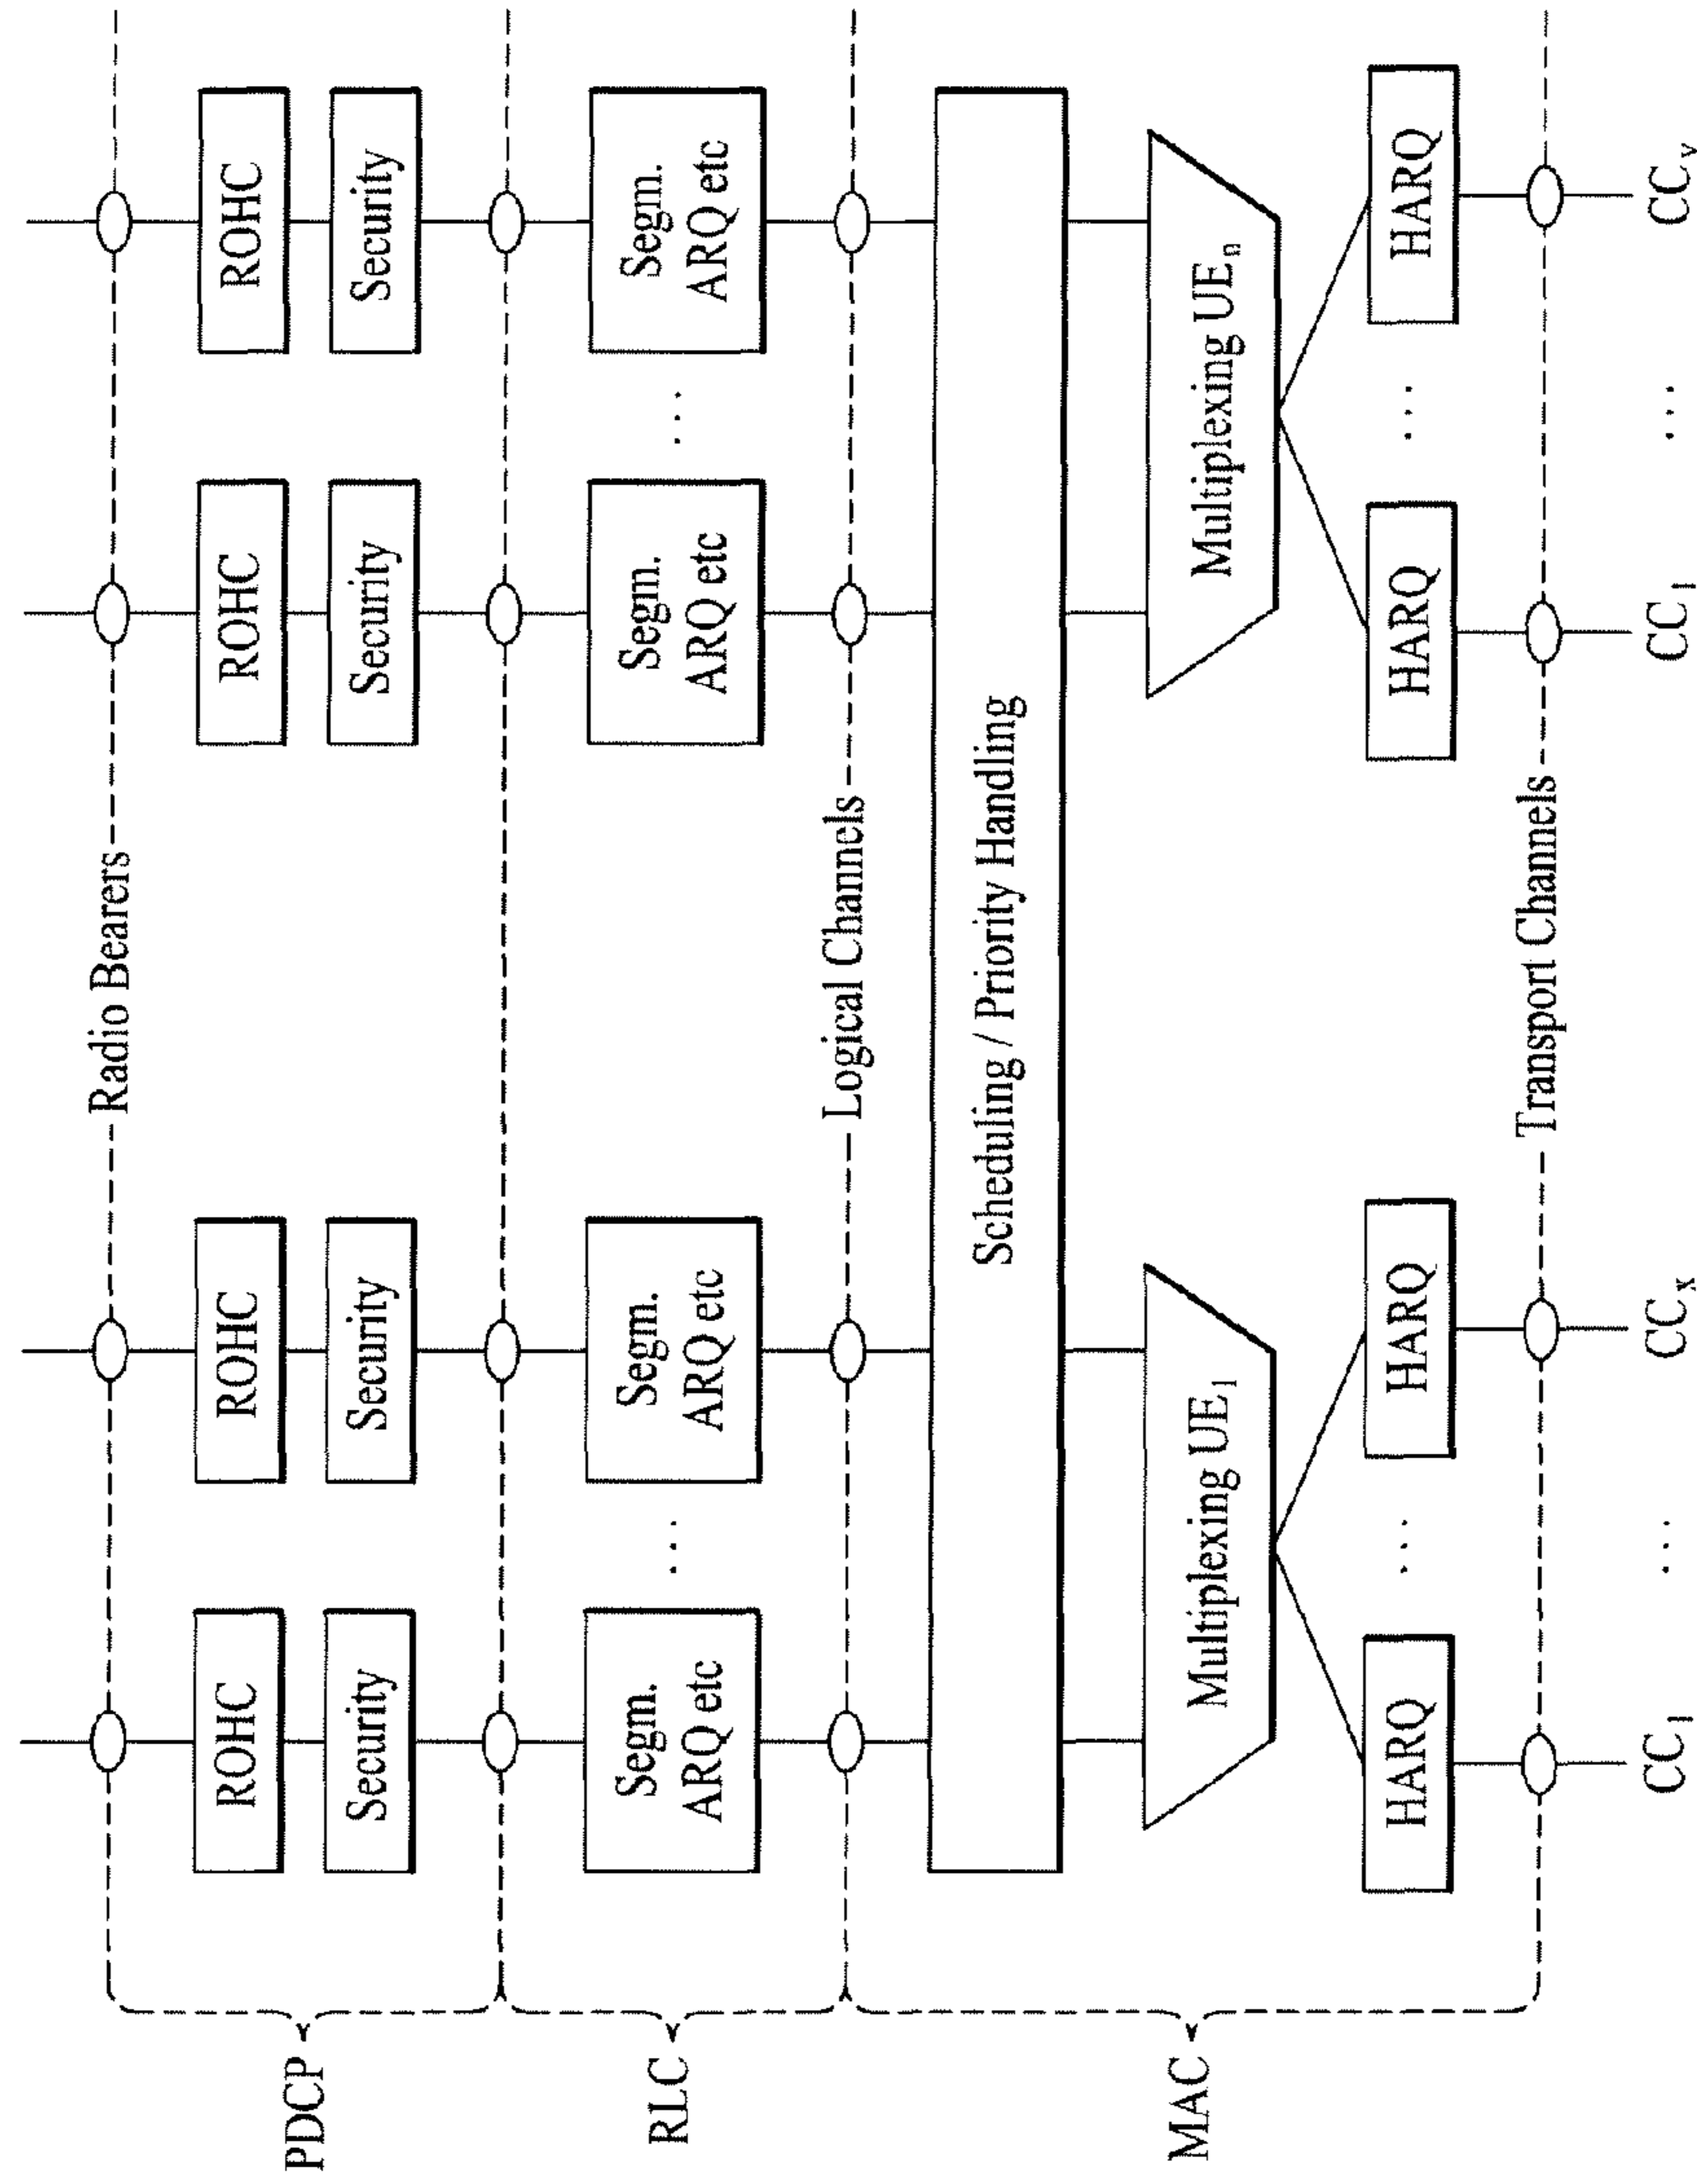 Radio Bearers
PDCP
ROHC
ROHC
ROHC
ROHC
Security
Security
Security
Security
RLC
Segm.
ARQ etc
...
Segm.
ARQ etc
Segm.
ARQ etc
...
Segm.
ARQ etc
Logical Channels
MAC
Scheduling / Priority Handling
Multiplexing UE1
Multiplexing UEn
HARQ
...
HARQ
HARQ
...
HARQ
Transport Channels
CC1
...
CCx
CC1
...
CCy